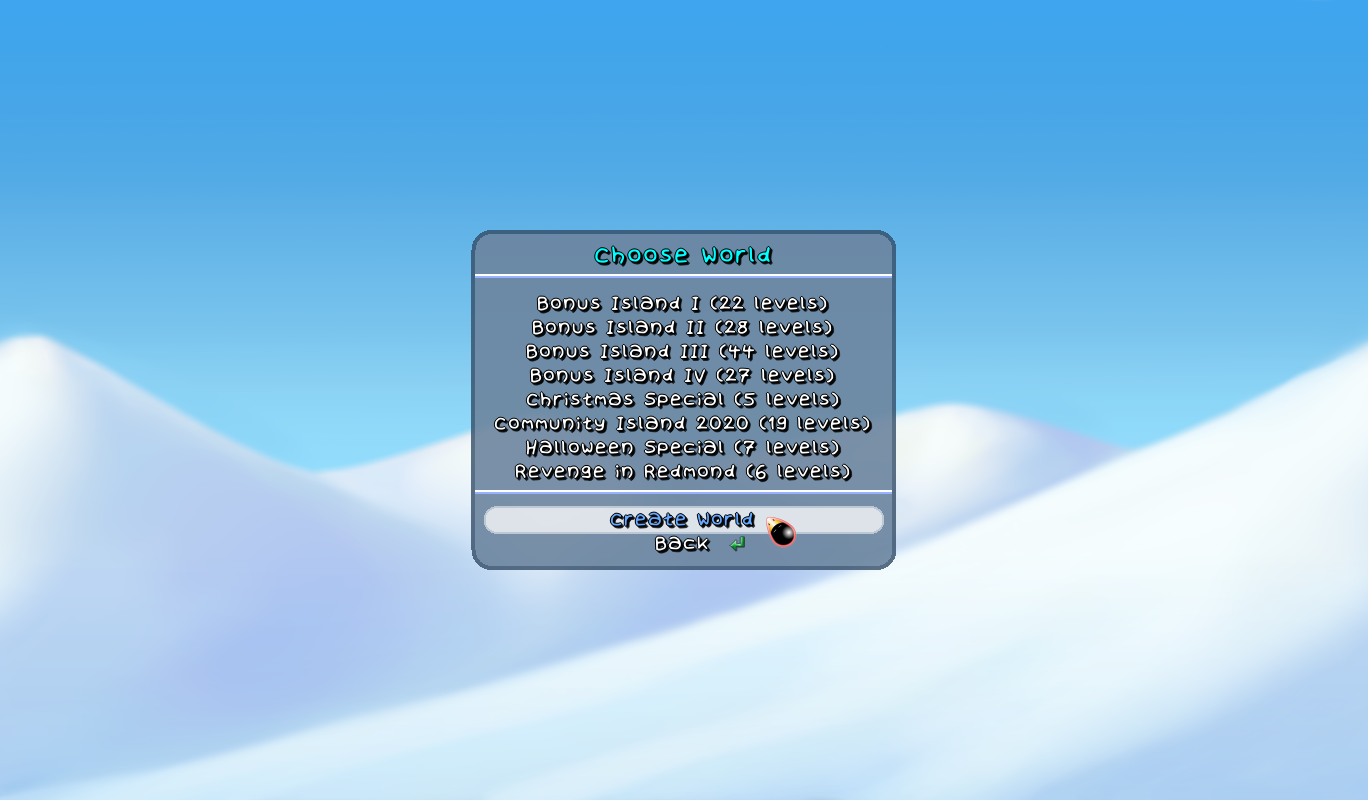 Choose World
Bonus Island I (22 levels)
Bonus Island II (28 levels)
Bonus Island III (44 levels)
Bonus Island IV (27 levels)
Christmas Special (5 levels)
Community Island 2020 (19 levels)
Halloween Special (7 levels)
Revenge in Redmond (6 levels)
Create World
Back